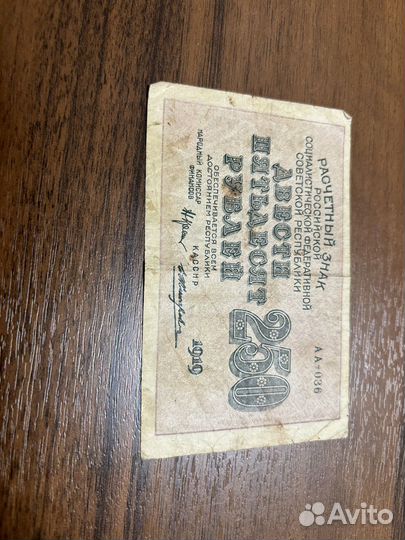 РАСЧЕТНЫЙ ЗНАК
РОССИЙСКОЙ
СОЦИАЛИСТИЧЕСКОЙ ФЕДЕРАТИВНОЙ
СОВЕТСКОЙ РЕСПУБЛИКИ
ДВЕСТИ
ПЯТЬДЕСЯТ
РУБЛЕЙ
250
АА-036
ОБЕСПЕЧИВАЕТСЯ ВСЕМ
ДОСТОЯНИЕМ РЕСПУБЛИКИ
НАРОДНЫЙ КОМИССАР
ФИНАНСОВ
КАССИР
1919
Avito